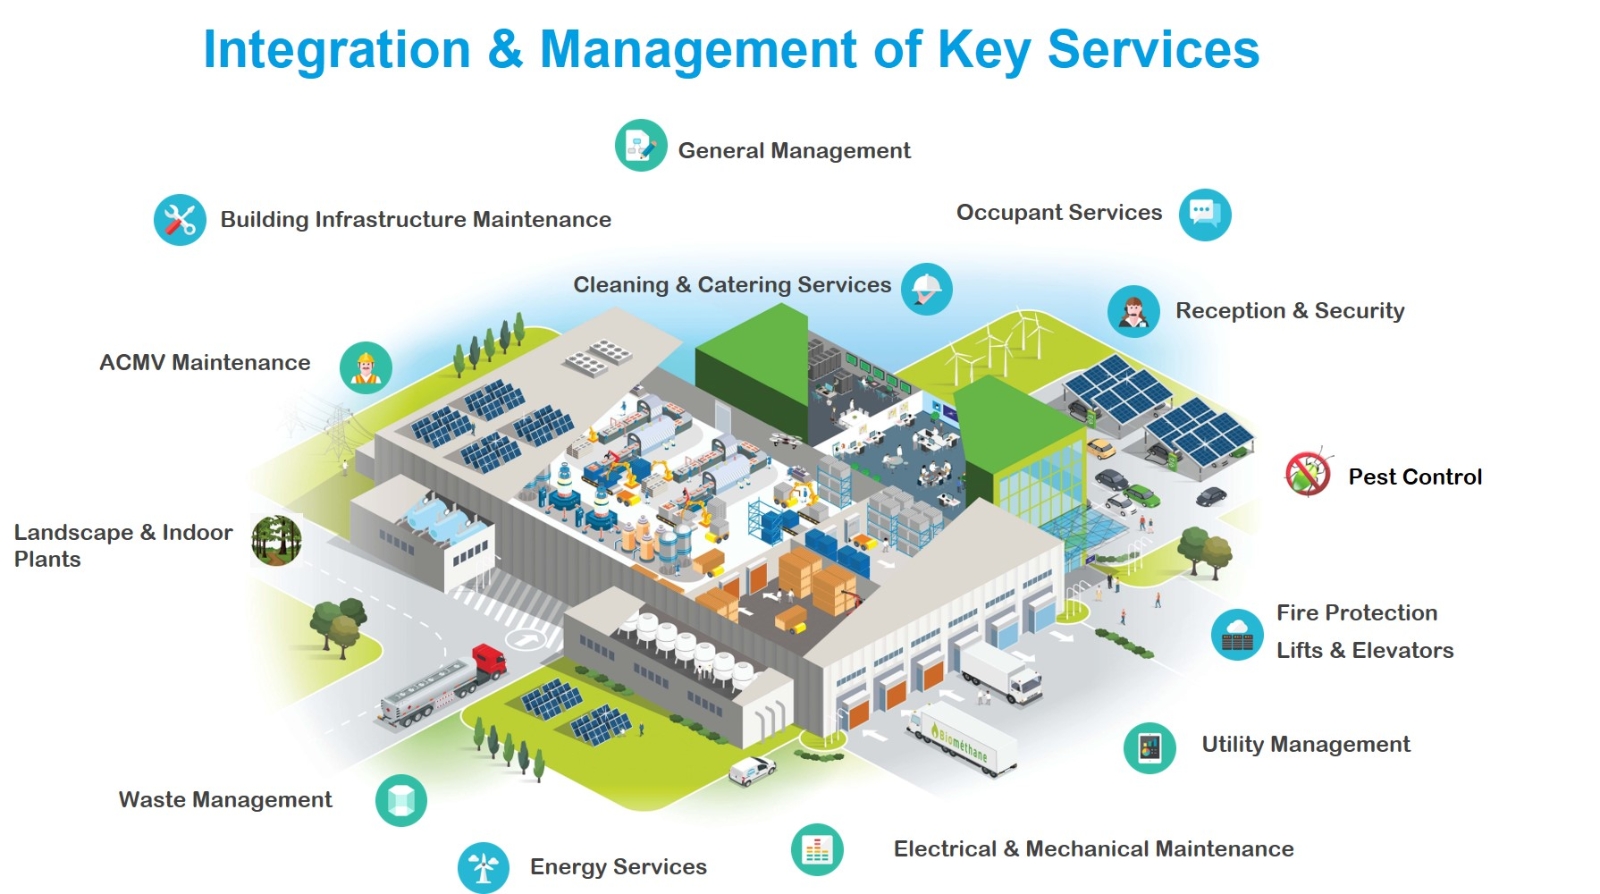 Integration & Management of Key Services
General Management
Building Infrastructure Maintenance
Occupant Services
Cleaning & Catering Services
Reception & Security
ACMV Maintenance
Pest Control
Landscape & Indoor
Plants
Fire Protection
Lifts & Elevators
Biométhane
Utility Management
Waste Management
Electrical & Mechanical Maintenance
Energy Services